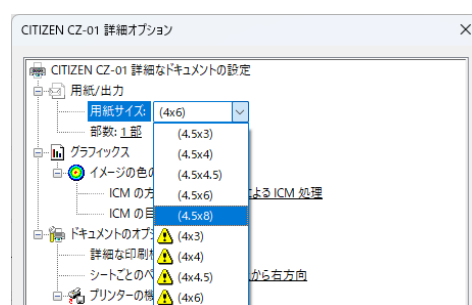 CITIZEN CZ-01 詳細オプション
CITIZEN CZ-01 詳細なドキュメントの設定
用紙/出力
用紙サイズ: (4x6)
部数: 1 部
(4.5x3)
グラフィックス
(4.5x4)
イメージの色の
(4.5x4.5)
ICM の方
(4.5x6)
による ICM 処理
ICM の目
(4.5x8)
ドキュメントのオプ
(4x3)
詳細な印刷
(4x4)
シートごとのペ
(4x4.5)
から右方向
プリンターの機
(4x6)